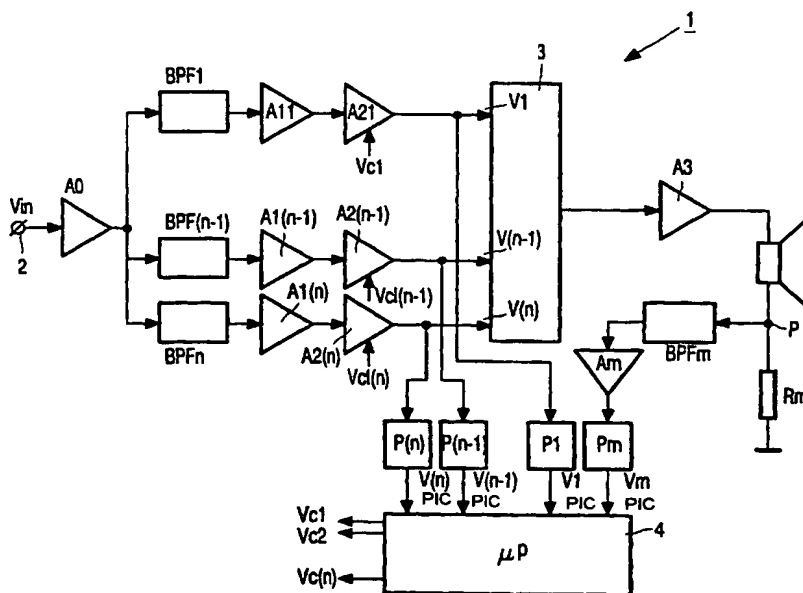 1
3
BPF1
A11
A21
V1
Vc1
A0
Vin
2
A3
BPF(n-1)
A1(n-1)
A2(n-1)
V(n-1)
Vcl(n-1)
BPFn
A1(n)
A2(n)
V(n)
Vcl(n)
P
BPFm
Am
Rm
P(n)
P(n-1)
P1
Pm
V(n) PIC
V(n-1) PIC
V1 PIC
Vm PIC
Vc1
Vc2
Vc(n)
μp
4